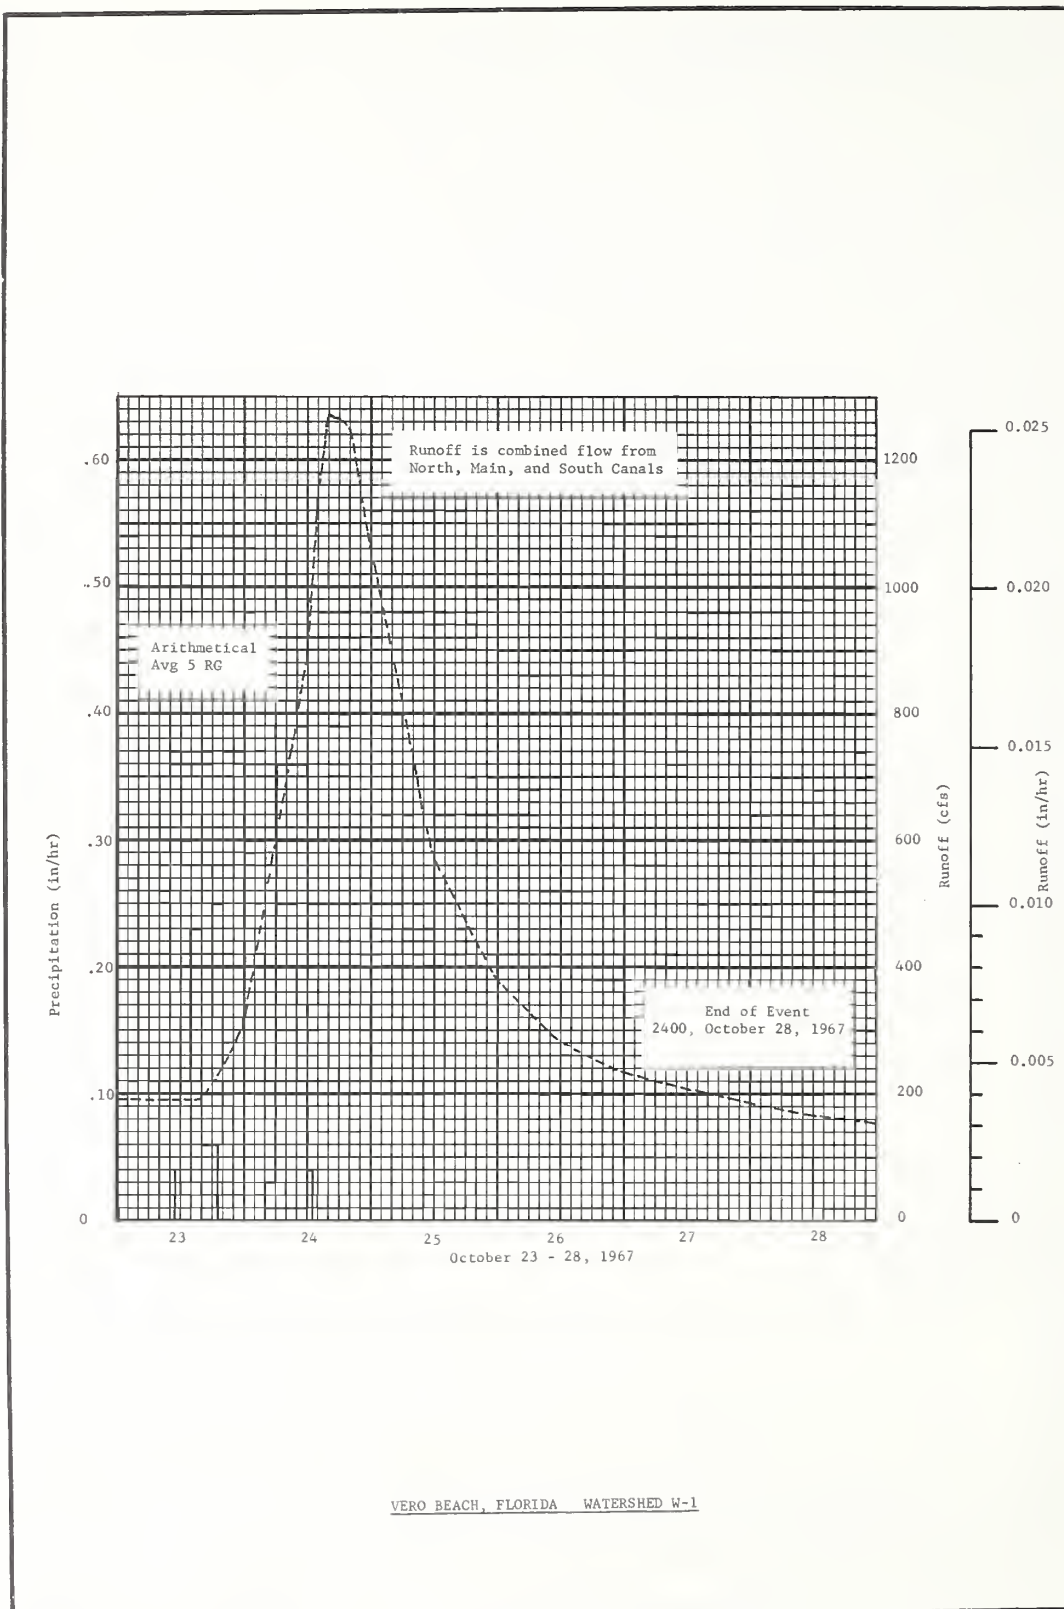 Runoff is combined flow from
North, Main, and South Canals
Arithmetical
Avg 5 RG
End of Event
2400, October 28, 1967
Precipitation (in/hr)
.60
.50
.40
.30
.20
.10
0
1200
1000
800
600
400
200
0
Runoff (cfs)
0.025
0.020
0.015
0.010
0.005
0
Runoff (in/hr)
23 24 25 26 27 28
October 23 - 28, 1967
VERO BEACH, FLORIDA WATERSHED W-1